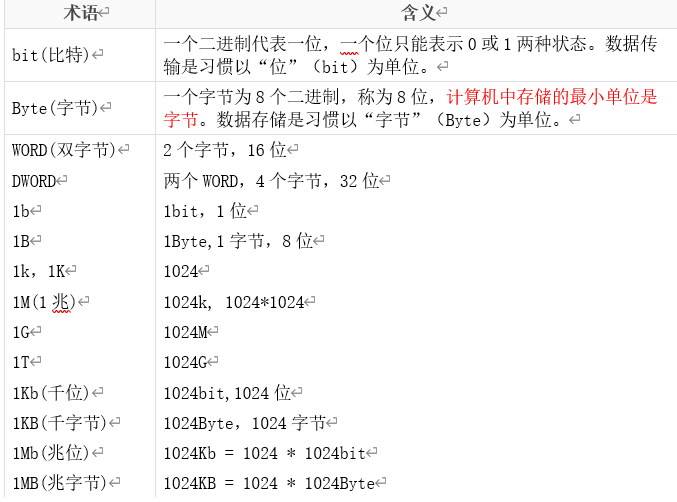 术语 含义
bit(比特) 一个二进制代表一位，一个位只能表示 0 或 1 两种状态。数据传
输是习惯以“位”（bit）为单位。
Byte(字节) 一个字节为 8 个二进制，称为 8 位，计算机中存储的最小单位是
字节。数据存储是习惯以“字节”（Byte）为单位。
WORD(双字节) 2 个字节，16 位
DWORD 两个 WORD，4 个字节，32 位
1b 1bit，1 位
1B 1Byte,1 字节，8 位
1k，1K 1024
1M(1 兆) 1024k, 1024*1024
1G 1024M
1T 1024G
1Kb(千位) 1024bit,1024 位
1KB(千字节) 1024Byte，1024 字节
1Mb(兆位) 1024Kb = 1024 * 1024bit
1MB(兆字节) 1024KB = 1024 * 1024Byte